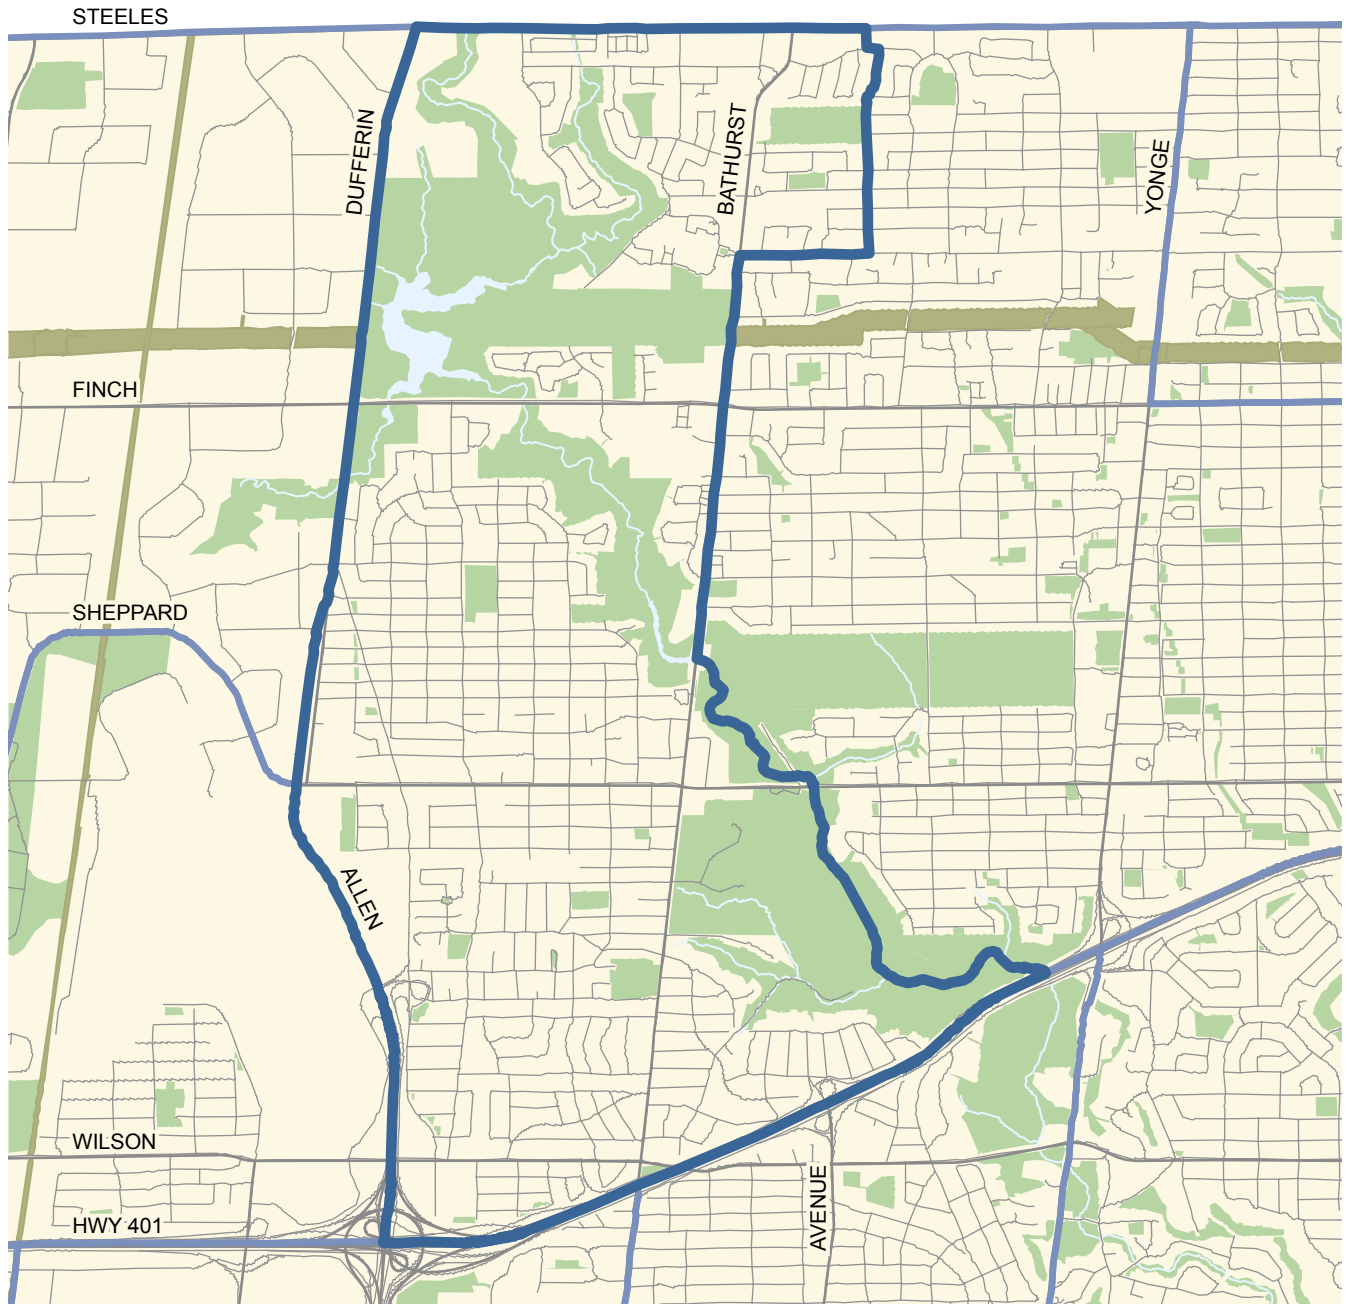 STEELES
DUFFERIN
BATHURST
YONGE
FINCH
SHEPPARD
ALLEN
WILSON
AVENUE
HWY 401